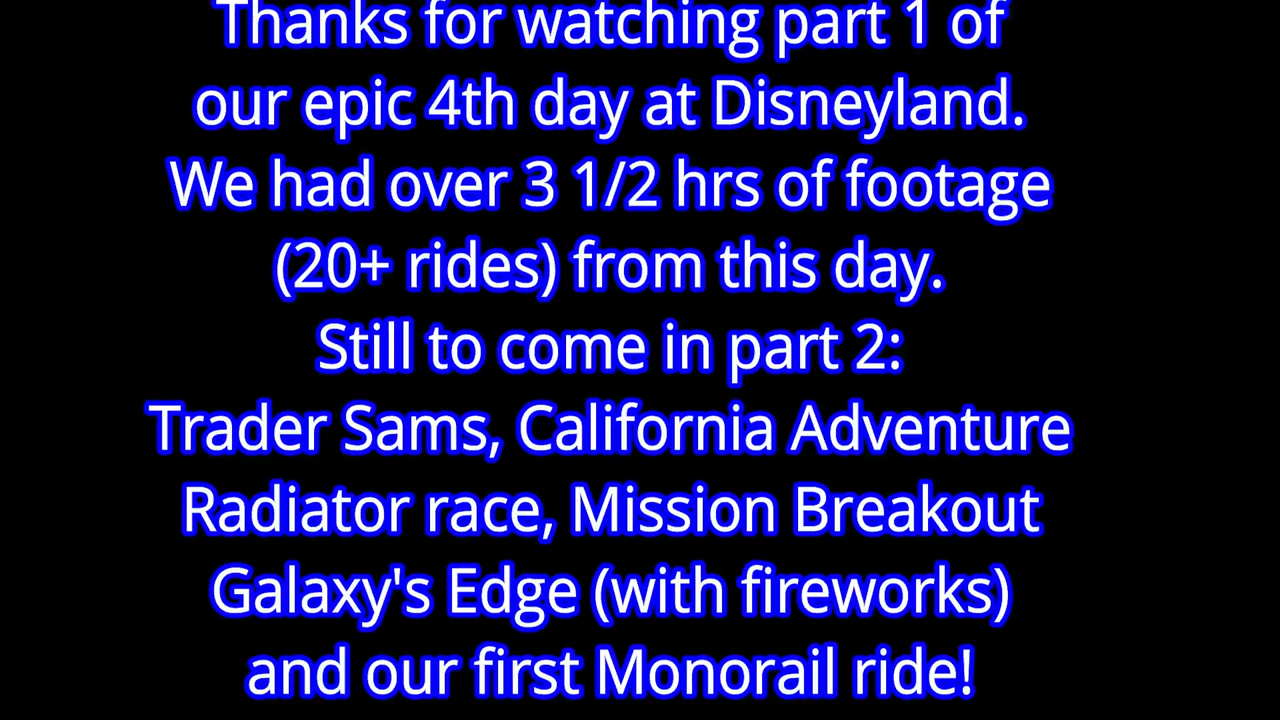 Thanks for watching part 1 of
our epic 4th day at Disneyland.
We had over 3 1/2 hrs of footage
(20+ rides) from this day.
Still to come in part 2:
Trader Sams, California Adventure
Radiator race, Mission Breakout
Galaxy's Edge (with fireworks)
and our first Monorail ride!